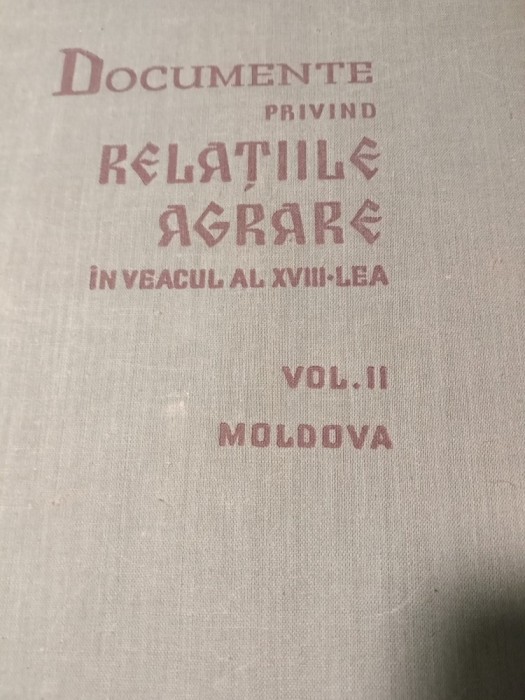 DOCUMENTE
PRIVIND
RELAȚIILE
AGRARE
ÎN VEACUL AL XVIII-LEA
VOL. II
MOLDOVA